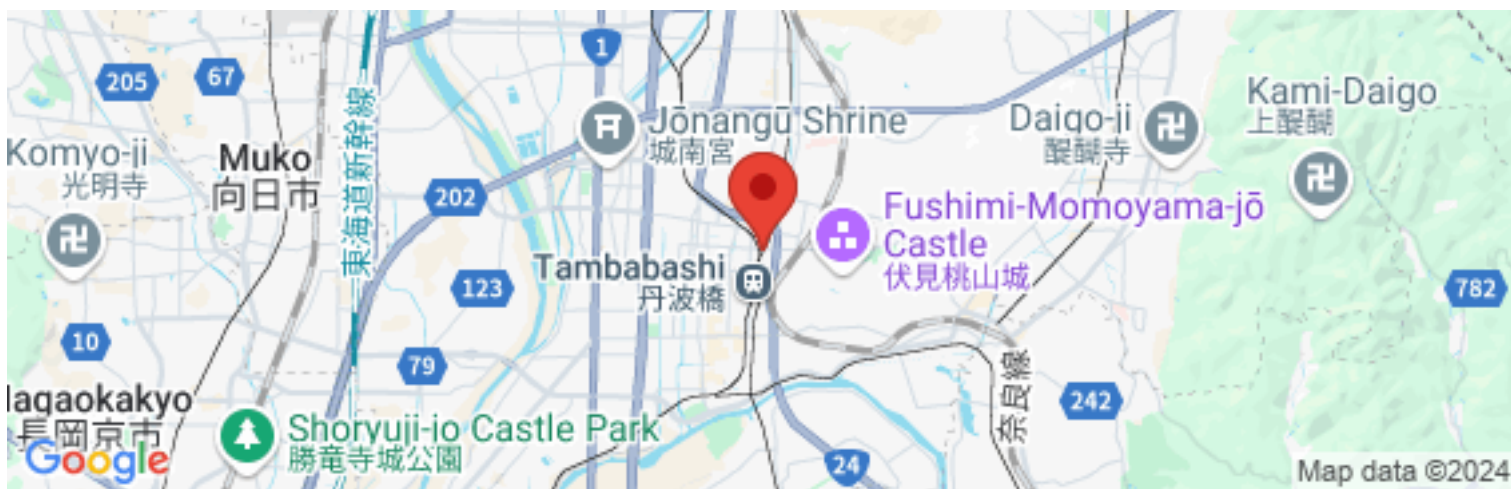 1
205
67
Kami-Daigo
上醍醐
Jōnangū Shrine
城南宮
Daigo-ji
醍醐寺
Komyo-ji
光明寺
Muko
向日市
東海道新幹線
202
Fushimi-Momoyama-jō
Castle
伏見桃山城
Tambabashi
丹波橋
123
782
10
79
奈良線
242
Nagaokakyo
長岡京市
Shoryuji-jo Castle Park
勝竜寺城公園
24
Google
Map data ©2024